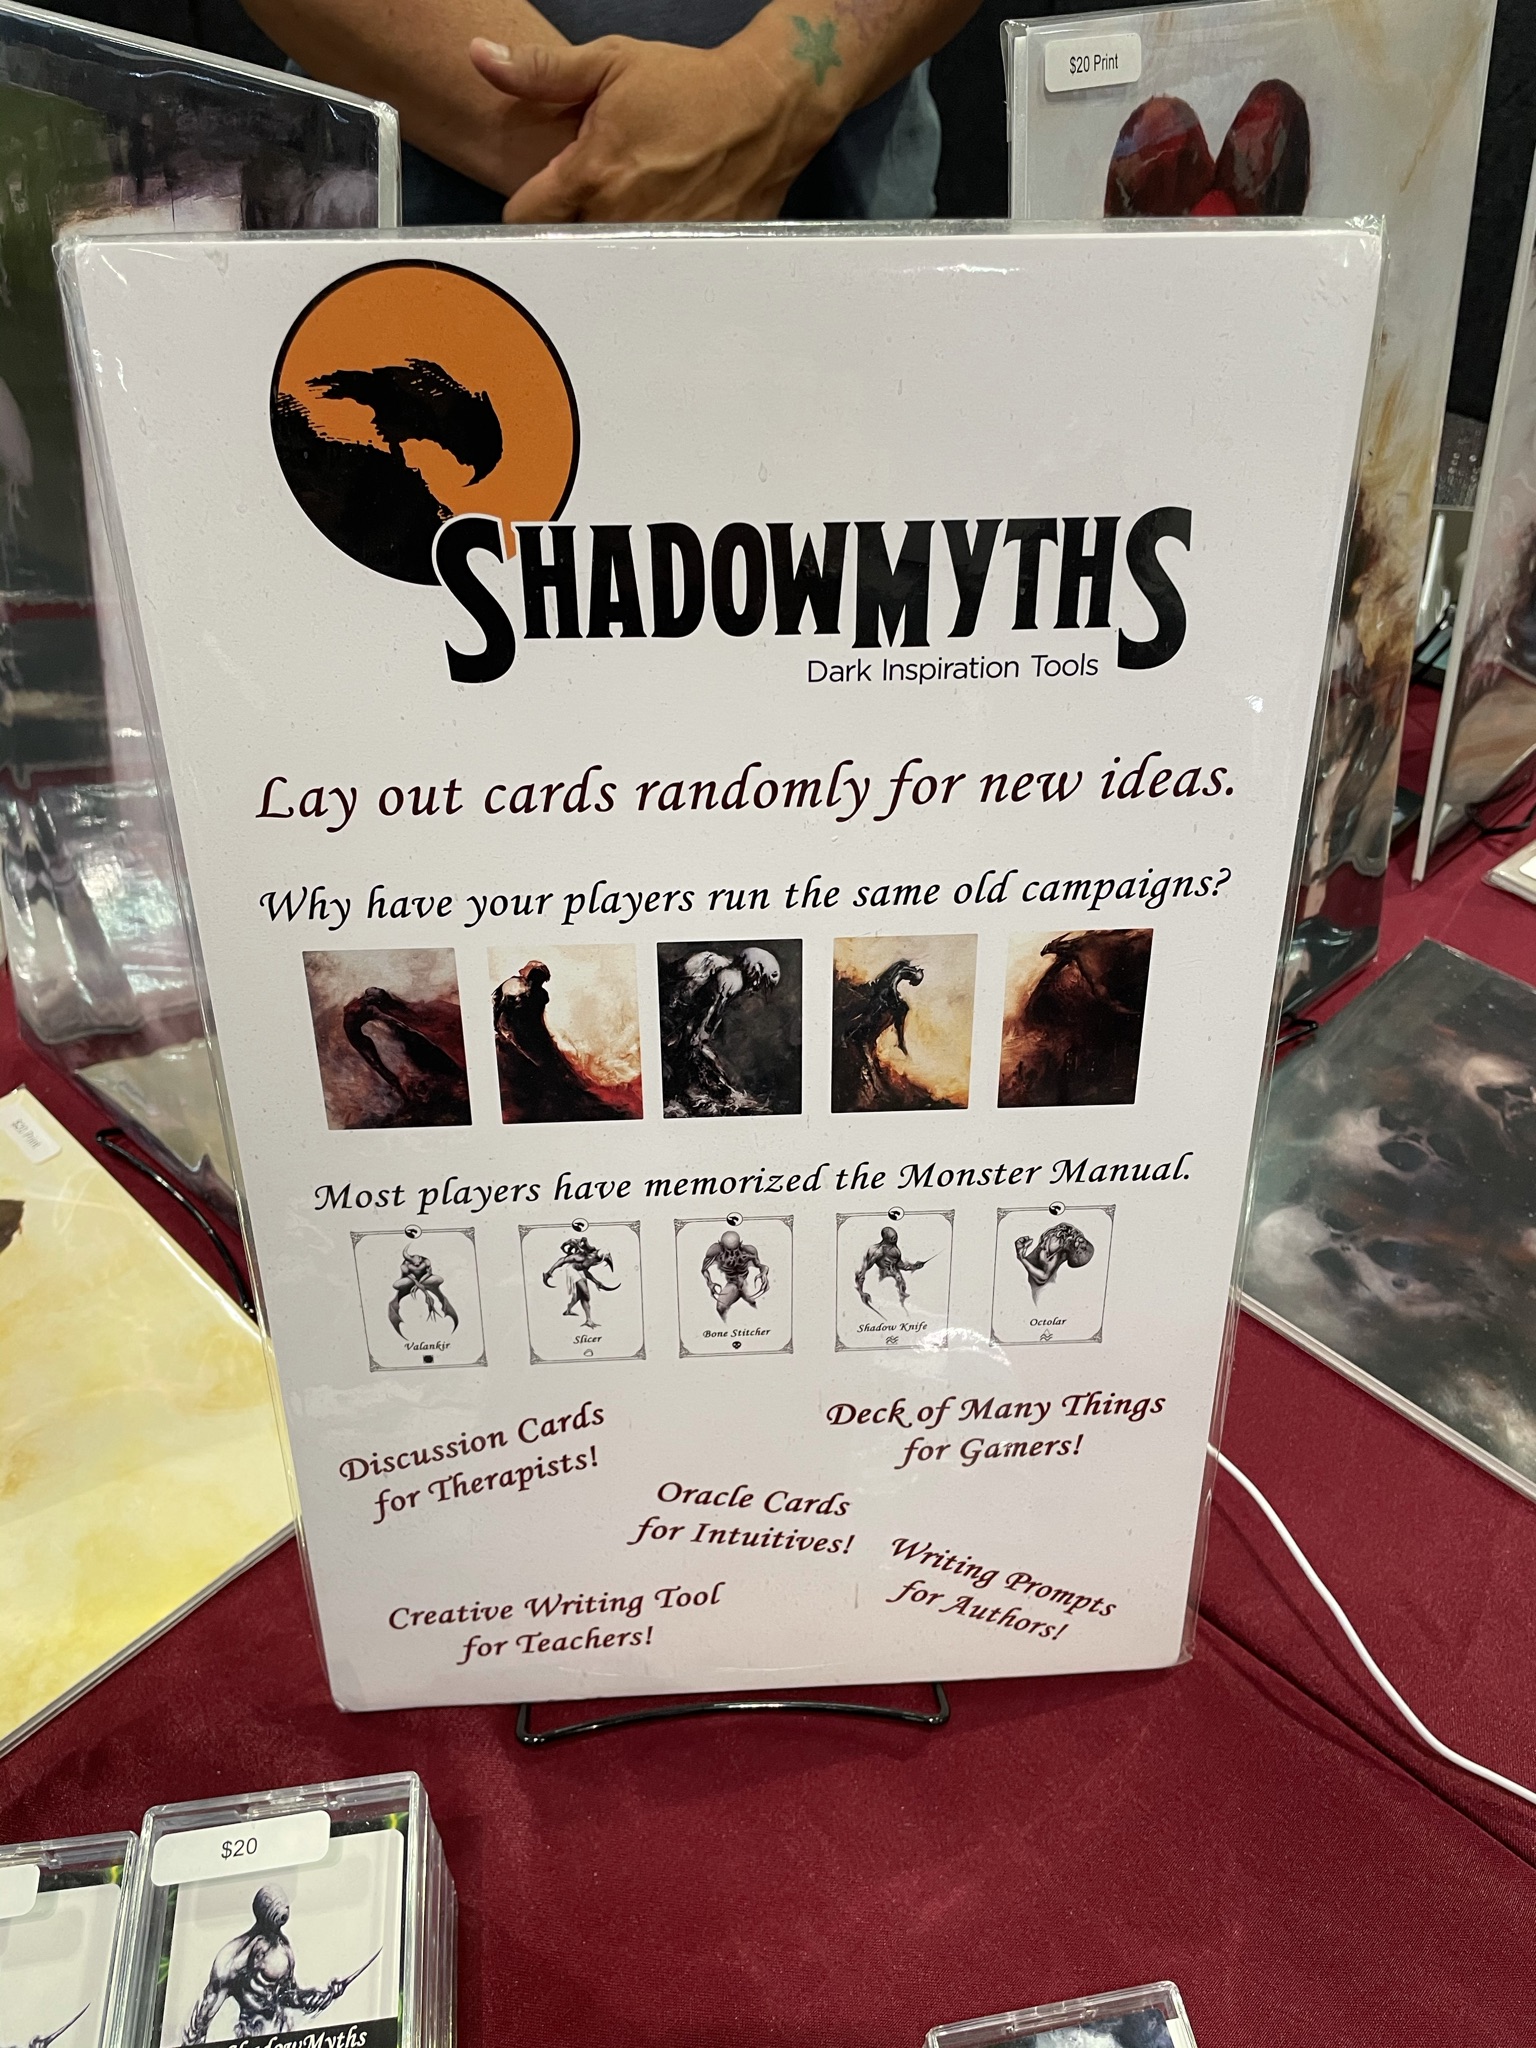 $20 Print
SHADOWMYTHS
Dark Inspiration Tools
Lay out cards randomly for new ideas.
Why have your players run the same old campaigns?
Most players have memorized the Monster Manual.
Valankir
Slicer
Bone Stitcher
Shadow Knife
Octolar
Discussion Cards
for Therapists!
Deck of Many Things
for Gamers!
Oracle Cards
for Intuitives!
Writing Prompts
for Authors!
Creative Writing Tool
for Teachers!
$20 Print
$20
ShadowMyths